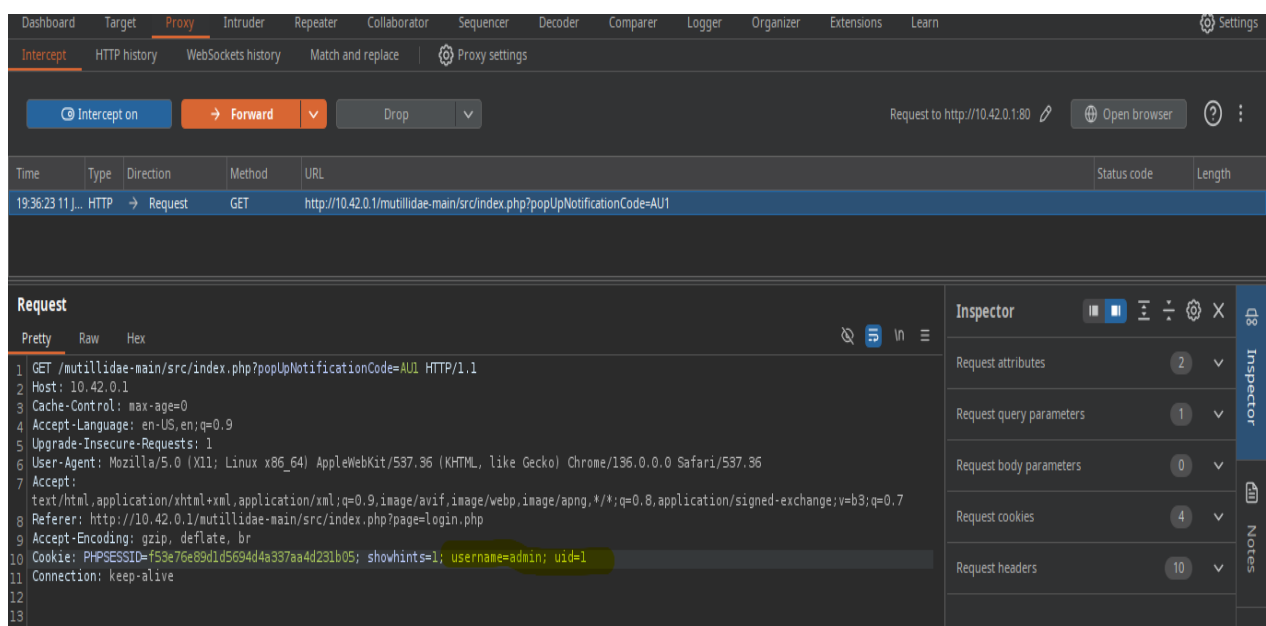 Dashboard Target Proxy Intruder Repeater Collaborator Sequencer Decoder Comparer Logger Organizer Extensions Learn Settings
Intercept HTTP history WebSockets history Match and replace Proxy settings
Intercept on Forward Drop Request to http://10.42.0.1:80 Open browser
Time Type Direction Method URL Status code Length
19:36:23 11 J... HTTP → Request GET http://10.42.0.1/mutillidae-main/src/index.php?popUpNotificationCode=AU1
Request
Pretty Raw Hex \n
1 GET /mutillidae-main/src/index.php?popUpNotificationCode=AU1 HTTP/1.1
2 Host: 10.42.0.1
3 Cache-Control: max-age=0
4 Accept-Language: en-US,en;q=0.9
5 Upgrade-Insecure-Requests: 1
6 User-Agent: Mozilla/5.0 (X11; Linux x86_64) AppleWebKit/537.36 (KHTML, like Gecko) Chrome/136.0.0.0 Safari/537.36
7 Accept:
text/html,application/xhtml+xml,application/xml;q=0.9,image/avif,image/webp,image/apng,*/*;q=0.8,application/signed-exchange;v=b3;q=0.7
8 Referer: http://10.42.0.1/mutillidae-main/src/index.php?page=login.php
9 Accept-Encoding: gzip, deflate, br
10 Cookie: PHPSESSID=f53e76e89d1d5694d4a337aa4d231b05; showhints=1; username=admin; uid=1
11 Connection: keep-alive
12
13
Inspector
Request attributes 2
Request query parameters 1
Request body parameters 0
Request cookies 4
Request headers 10
Inspector
Notes